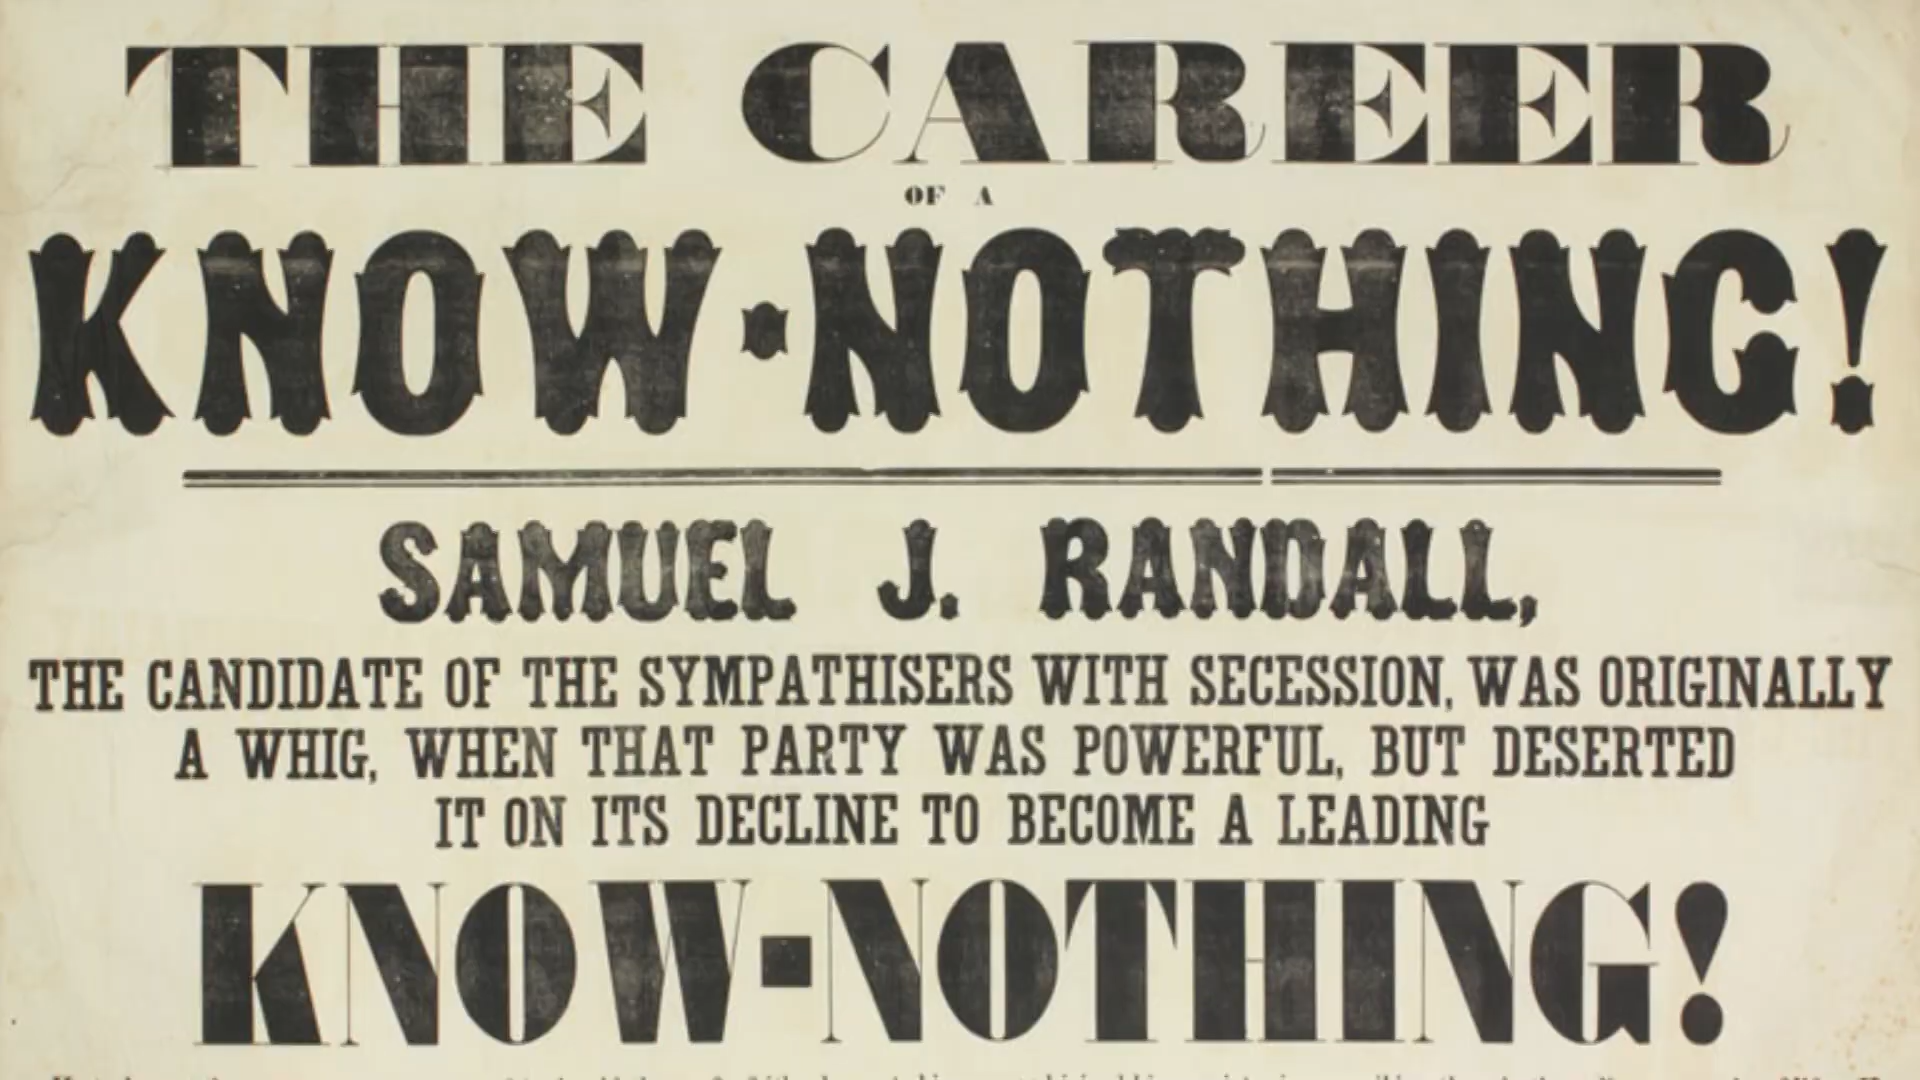 THE CAREER
OF A
KNOW-NOTHING!
SAMUEL J. RANDALL,
THE CANDIDATE OF THE SYMPATHISERS WITH SECESSION, WAS ORIGINALLY
A WHIG, WHEN THAT PARTY WAS POWERFUL, BUT DESERTED
IT ON ITS DECLINE TO BECOME A LEADING
KNOW-NOTHING!